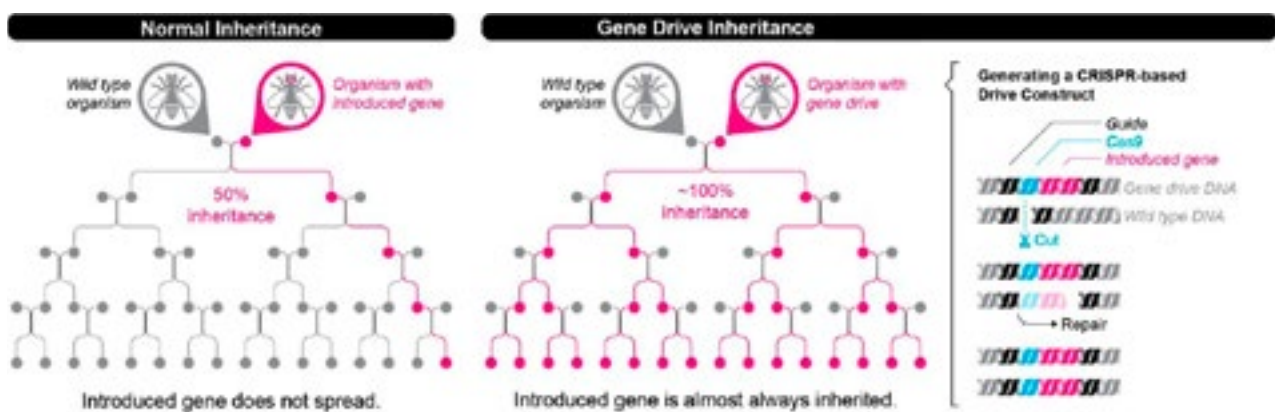 Normal Inheritance
Wild type
organism
Organism with
introduced gene
50%
inheritance
Introduced gene does not spread.
Gene Drive Inheritance
Wild type
organism
Organism with
gene drive
~100%
inheritance
Introduced gene is almost always inherited.
Generating a CRISPR-based
Drive Construct
Guide
Cas9
Introduced gene
Gene drive DNA
Wild type DNA
Cut
Repair